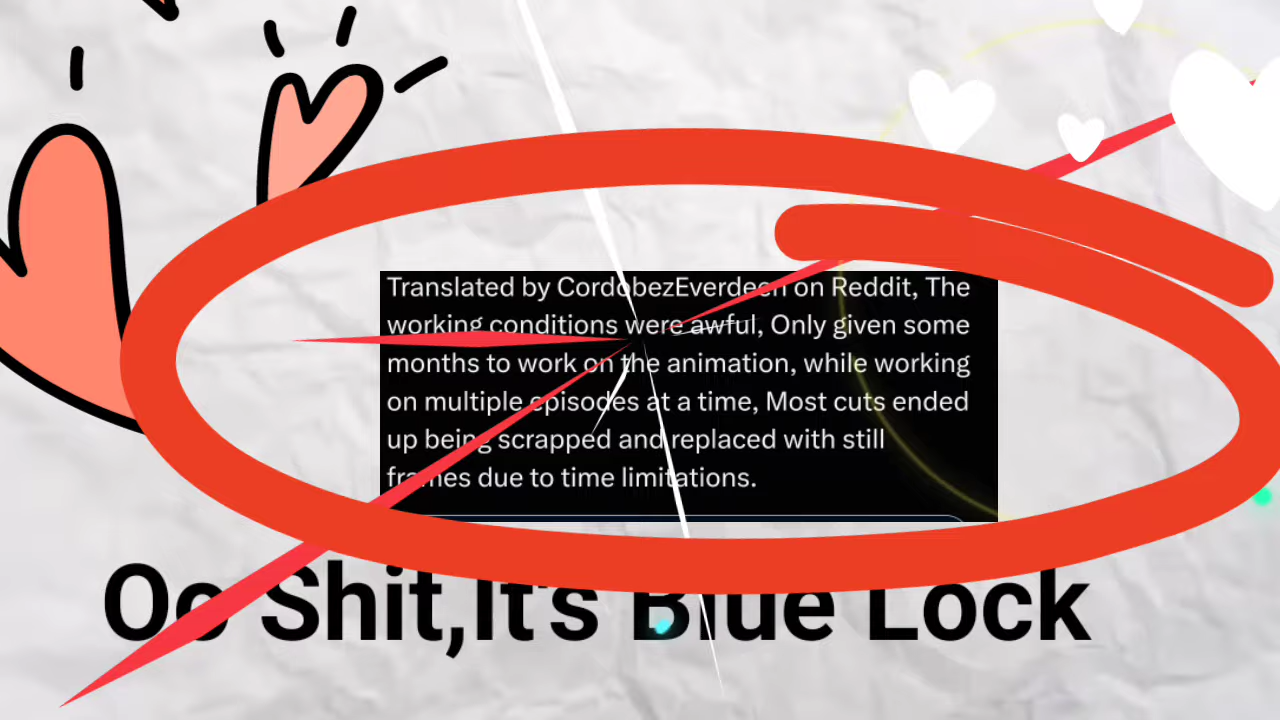 Translated by CordobezEverdeen on Reddit, The
working conditions were awful, Only given some
months to work on the animation, while working
on multiple episodes at a time, Most cuts ended
up being scrapped and replaced with still
frames due to time limitations.
Oo Shit,It's Blue Lock